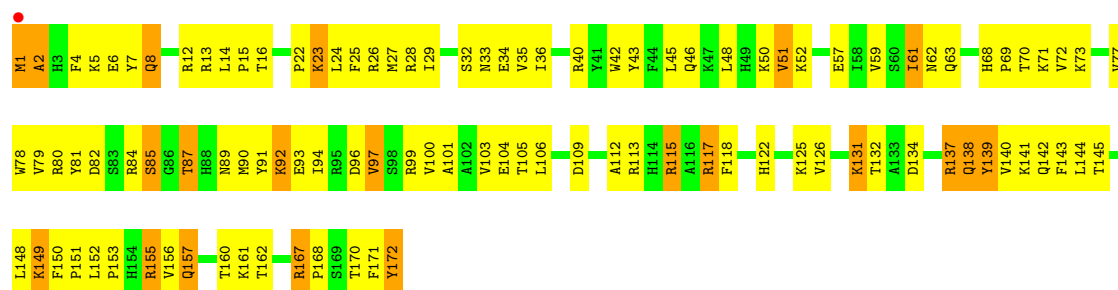 M1 A2 H3 F4 K5 E6 Y7 Q8 R12 R13 L14 P15 T16 P22 K23 L24 F25 R26 M27 R28 I29 S32 N33 E34 V35 I36 R40 Y41 W42 Y43 F44 L45 Q46 K47 L48 H49 K50 V51 K52 E57 I58 V59 S60 I61 N62 Q63 H68 P69 T70 K71 V72 K73
W78 V79 R80 Y81 D82 S83 R84 S85 G86 T87 H88 N89 M90 Y91 K92 E93 I94 R95 D96 V97 S98 R99 V100 A101 A102 V103 E104 T105 L106 D109 A112 R113 H114 R115 A116 R117 F118 H122 K125 V126 K131 T132 A133 D134 R137 Q138 Y139 V140 K141 Q142 F143 L144 T145
L148 K149 F150 P151 L152 P153 H154 R155 V156 Q157 T160 K161 T162 R167 P168 S169 T170 F171 Y172